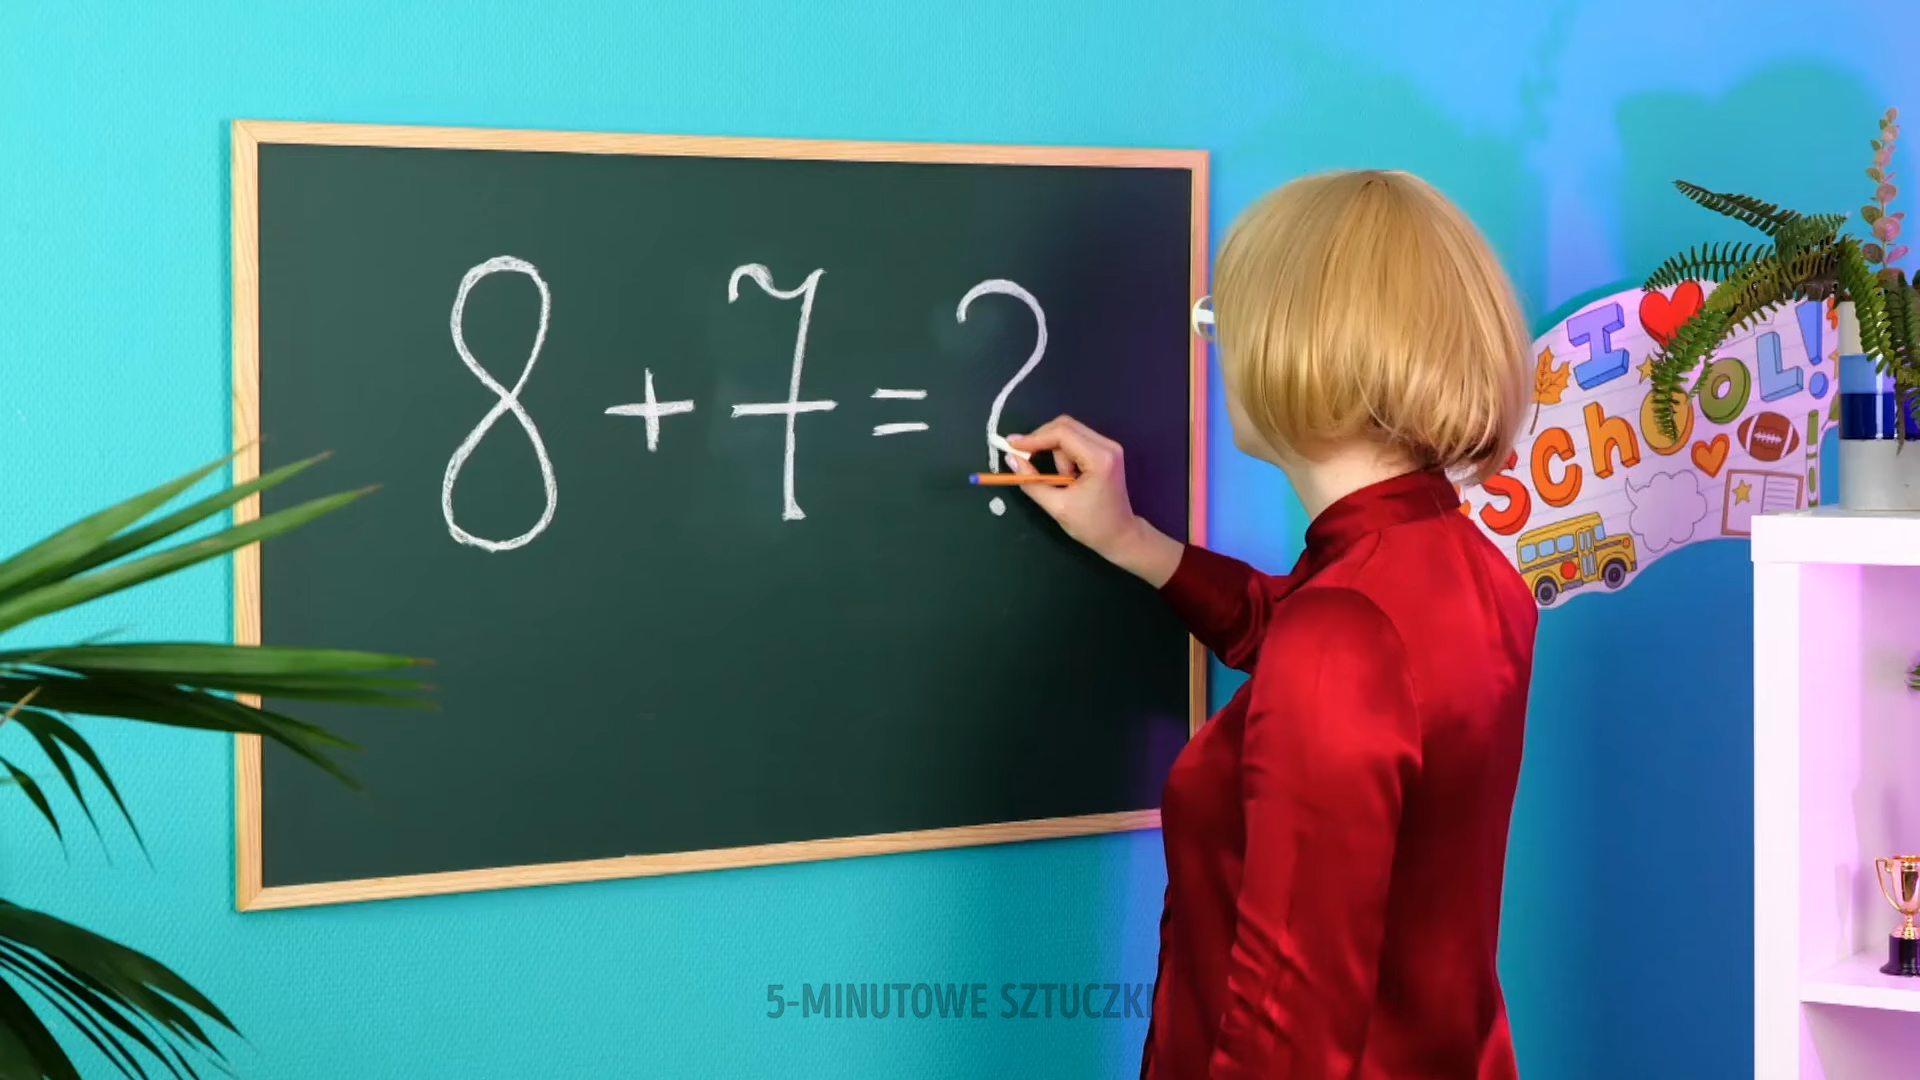 8 + 7 = ?
I ❤ School!
5-MINUTOWE SZTUCZKI